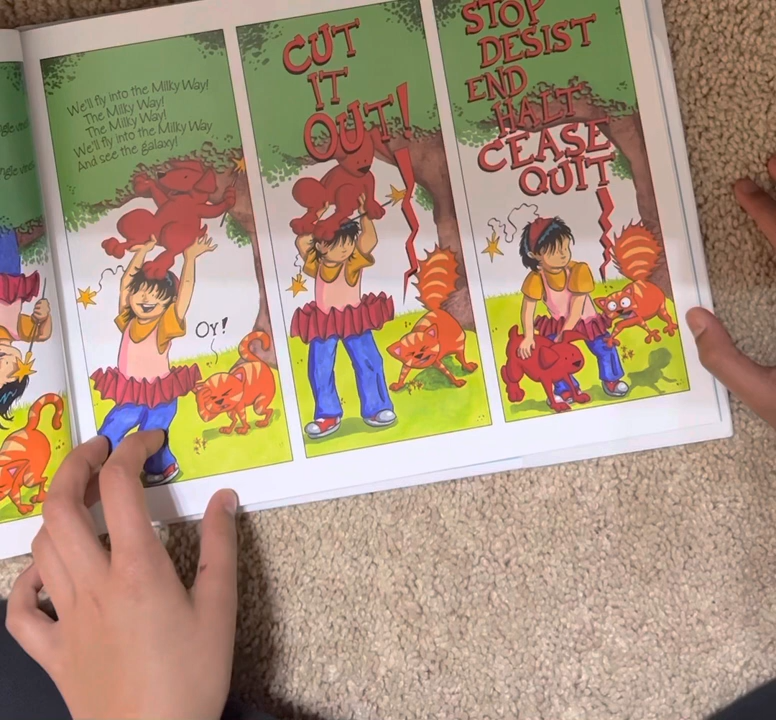 We'll fly into the Milky Way!
The Milky Way!
The Milky Way!
We'll fly into the Milky Way
And see the galaxy!
OY!
CUT
IT
OUT!
STOP
DESIST
END
HALT
CEASE
QUIT